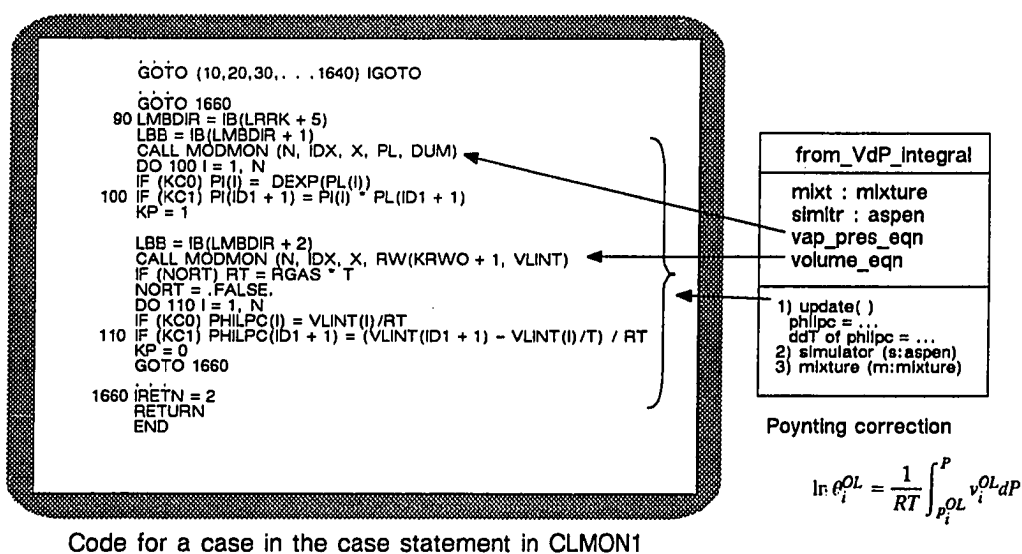 . . .
GOTO (10,20,30,. . .1640) IGOTO
. . .
GOTO 1660
90 LMBDIR = IB(LRRK + 5)
LBB = IB(LMBDIR + 1)
CALL MODMON (N, IDX, X, PL, DUM)
DO 100 I = 1, N
IF (KC0) PI(I) = DEXP(PL(I))
100 IF (KC1) PI(ID1 + 1) = PI(I) * PL(ID1 + 1)
KP = 1
LBB = IB(LMBDIR + 2)
CALL MODMON (N, IDX, X, RW(KRWO + 1, VLINT)
IF (NORT) RT = RGAS * T
NORT = .FALSE.
DO 110 I = 1, N
IF (KC0) PHILPC(I) = VLINT(I)/RT
110 IF (KC1) PHILPC(ID1 + 1) = (VLINT(ID1 + 1) – VLINT(I)/T) / RT
KP = 0
GOTO 1660
. . .
1660 IRETN = 2
RETURN
END
from_VdP_integral
mixt : mixture
simltr : aspen
vap_pres_eqn
volume_eqn
1) update( )
philpc = ...
ddT of philpc = ...
2) simulator (s:aspen)
3) mixture (m:mixture)
Poynting correction
ln θ_i^{OL} = \frac{1}{RT} ∫_{p_i^{OL}}^{P} v_i^{OL} dP
Code for a case in the case statement in CLMON1